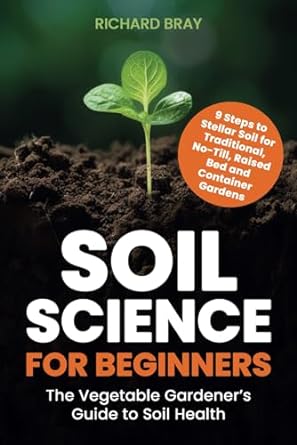 RICHARD BRAY
9 Steps to
Stellar Soil for
Traditional,
No-Till, Raised
Bed and
Container
Gardens
SOIL
SCIENCE
FOR BEGINNERS
The Vegetable Gardener's
Guide to Soil Health